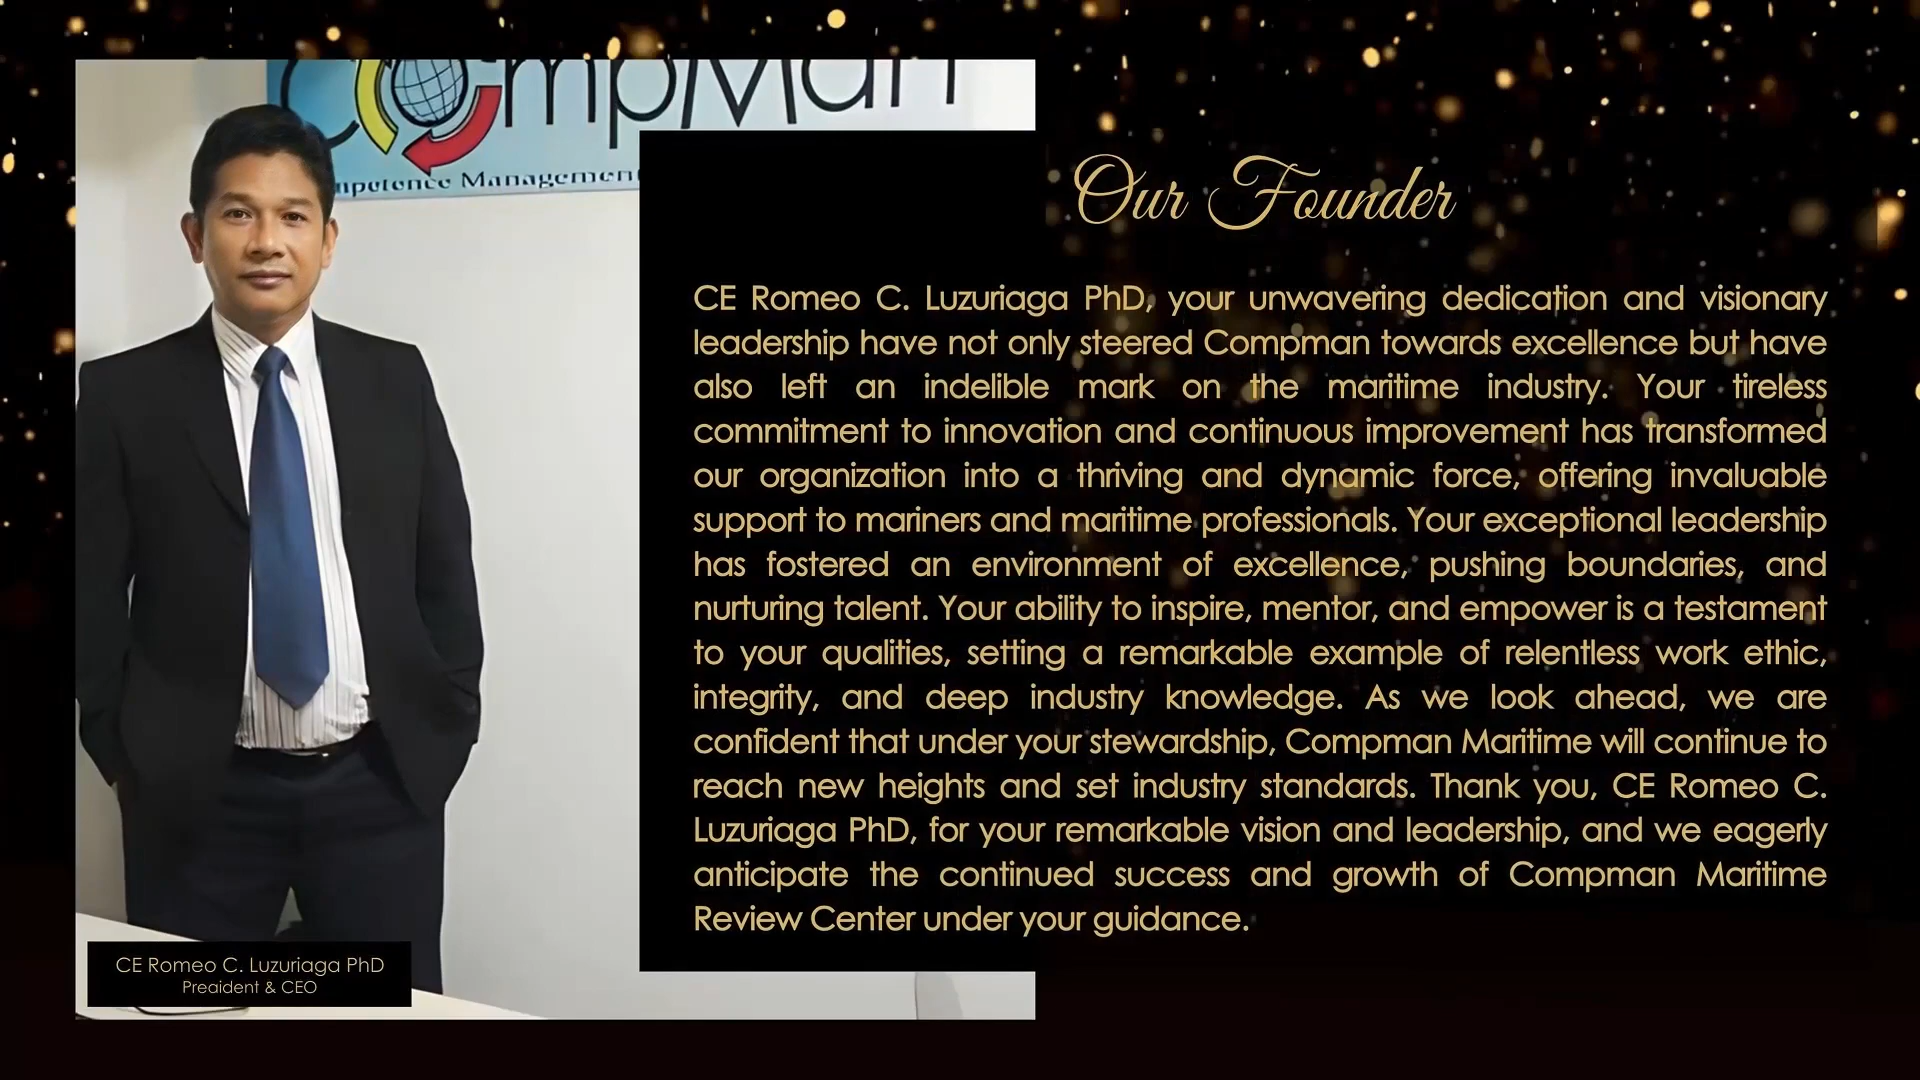 CompMan
mpetence Management
Our Founder
CE Romeo C. Luzuriaga PhD, your unwavering dedication and visionary
leadership have not only steered Compman towards excellence but have
also left an indelible mark on the maritime industry. Your tireless
commitment to innovation and continuous improvement has transformed
our organization into a thriving and dynamic force, offering invaluable
support to mariners and maritime professionals. Your exceptional leadership
has fostered an environment of excellence, pushing boundaries, and
nurturing talent. Your ability to inspire, mentor, and empower is a testament
to your qualities, setting a remarkable example of relentless work ethic,
integrity, and deep industry knowledge. As we look ahead, we are
confident that under your stewardship, Compman Maritime will continue to
reach new heights and set industry standards. Thank you, CE Romeo C.
Luzuriaga PhD, for your remarkable vision and leadership, and we eagerly
anticipate the continued success and growth of Compman Maritime
Review Center under your guidance.
CE Romeo C. Luzuriaga PhD
Preaident & CEO